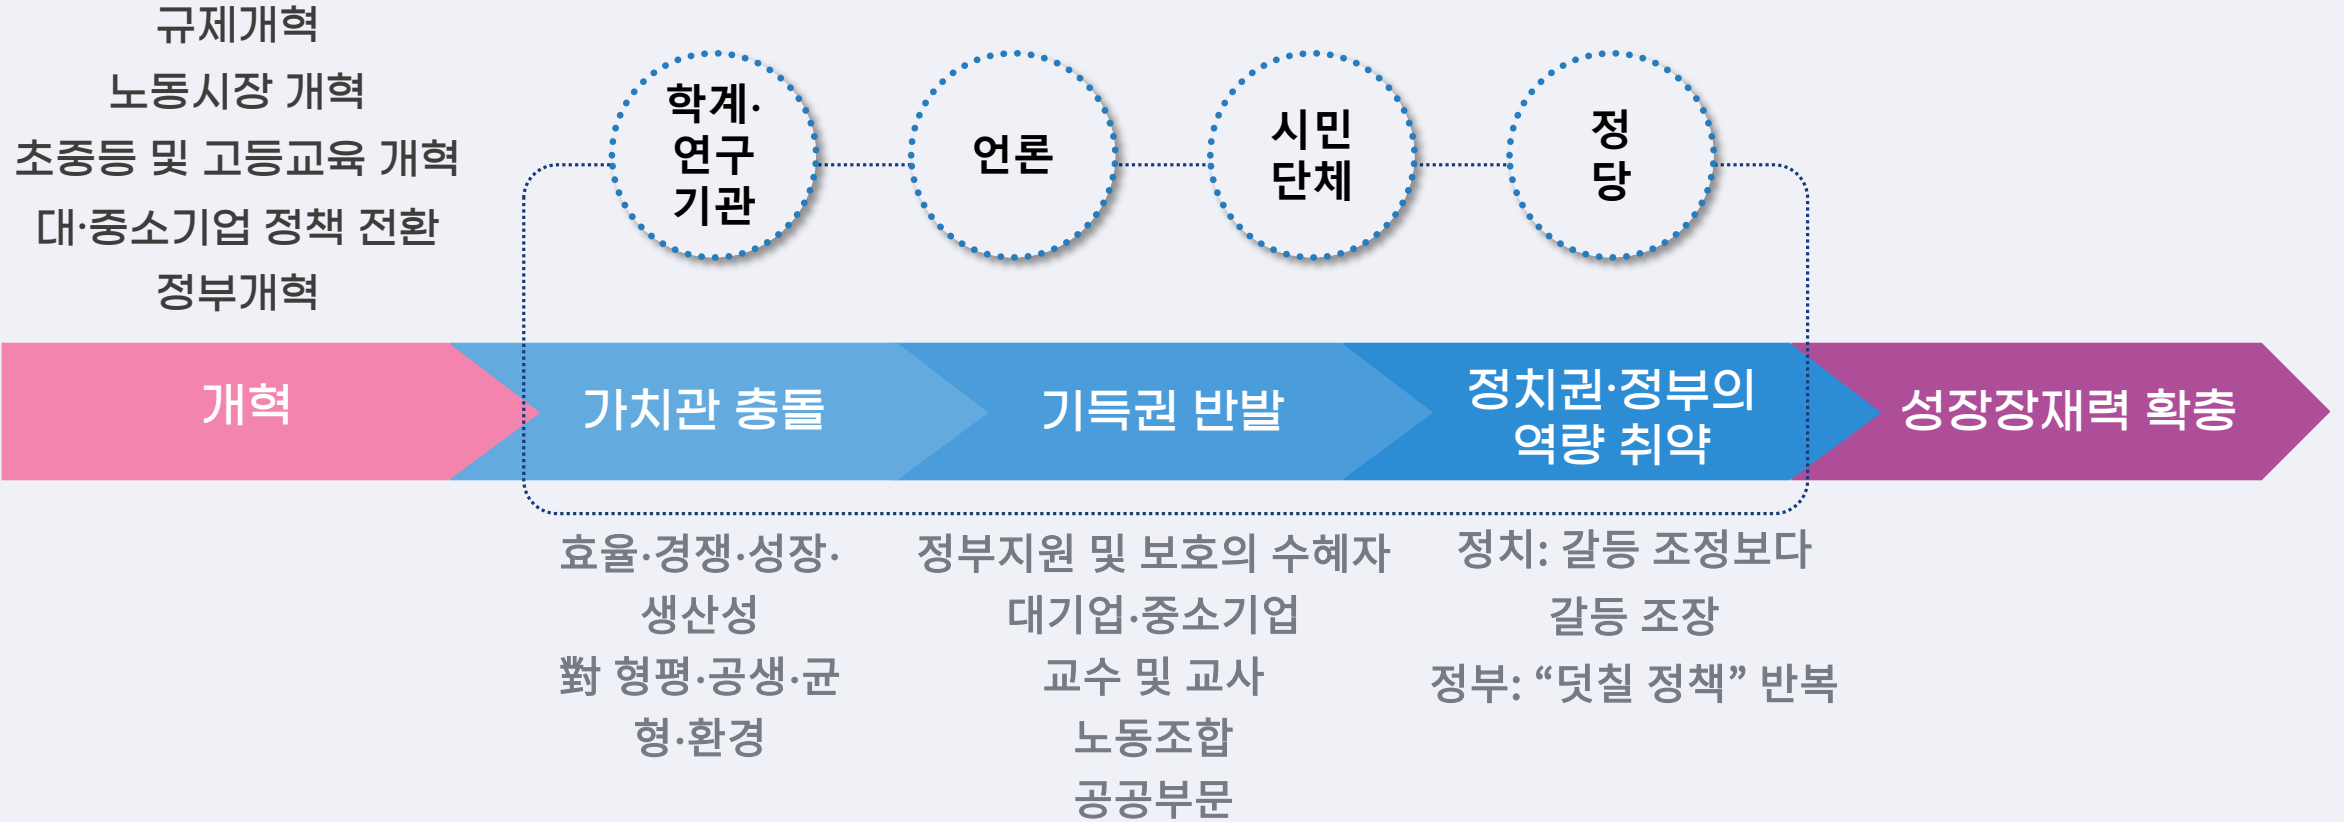 규제개혁
노동시장 개혁
초중등 및 고등교육 개혁
대·중소기업 정책 전환
정부개혁
학계·
연구
기관
언론
시민
단체
정
당
개혁
가치관 충돌
기득권 반발
정치권·정부의
역량 취약
성장장재력 확충
효율·경쟁·성장·
생산성
對 형평·공생·균
형·환경
정부지원 및 보호의 수혜자
대기업·중소기업
교수 및 교사
노동조합
공공부문
정치: 갈등 조정보다
갈등 조장
정부: “덧칠 정책” 반복